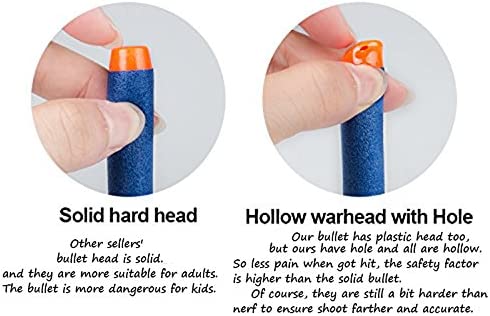 Solid hard head
Other sellers'
bullet head is solid.
and they are more suitable for adults.
The bullet is more dangerous for kids.
Hollow warhead with Hole
Our bullet has plastic head too,
but ours have hole and all are hollow.
So less pain when got hit, the safety factor
is higher than the solid bullet.
Of course, they are still a bit harder than
nerf to ensure shoot farther and accurate.